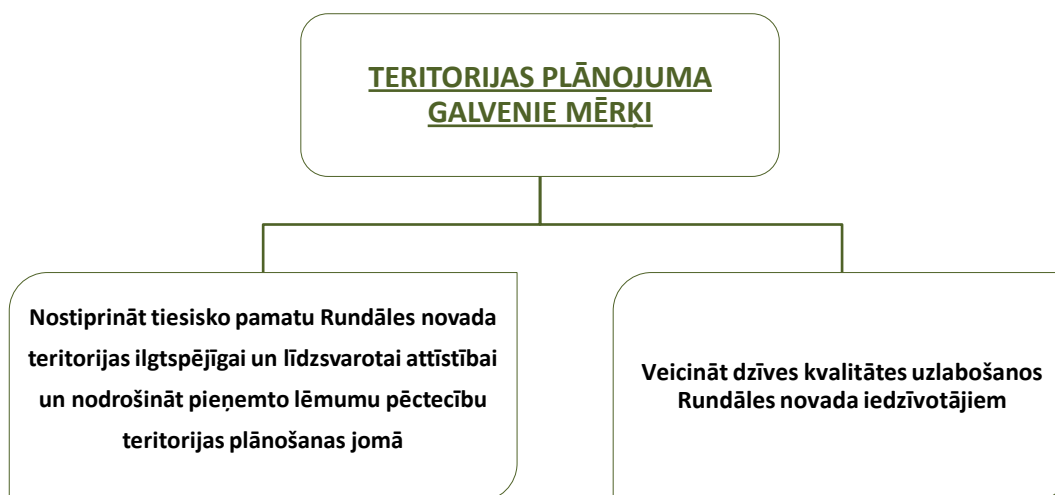 TERITORIJAS PLĀNOJUMA
GALVENIE MĒRĶI
Nostiprināt tiesisko pamatu Rundāles novada
teritorijas ilgtspējīgai un līdzsvarotai attīstībai
un nodrošināt pieņemto lēmumu pēctecību
teritorijas plānošanas jomā
Veicināt dzīves kvalitātes uzlabošanos
Rundāles novada iedzīvotājiem